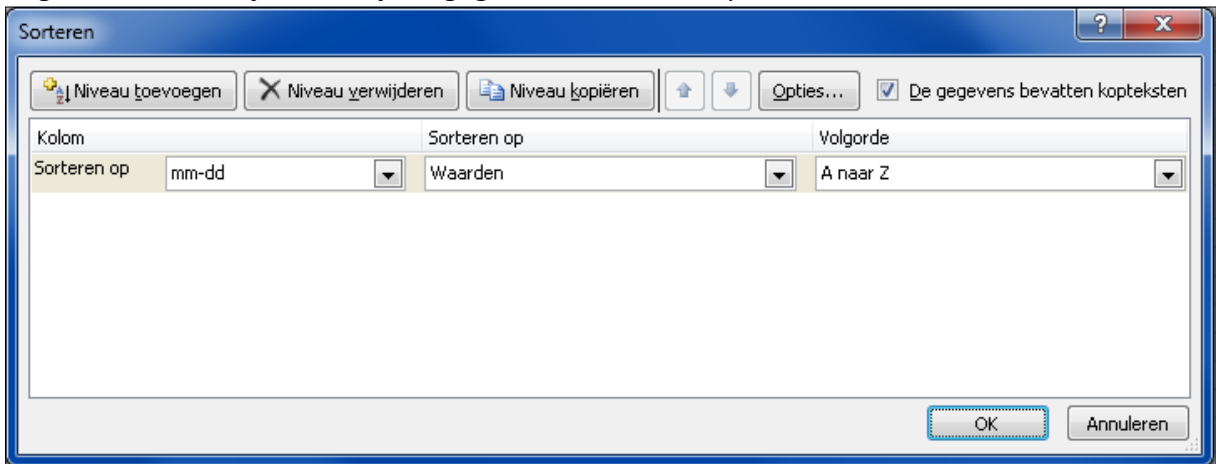 Sorteren
Niveau toevoegen Niveau verwijderen Niveau kopiëren Opties... De gegevens bevatten kopteksten
Kolom Sorteren op Volgorde
Sorteren op mm-dd Waarden A naar Z
OK Annuleren